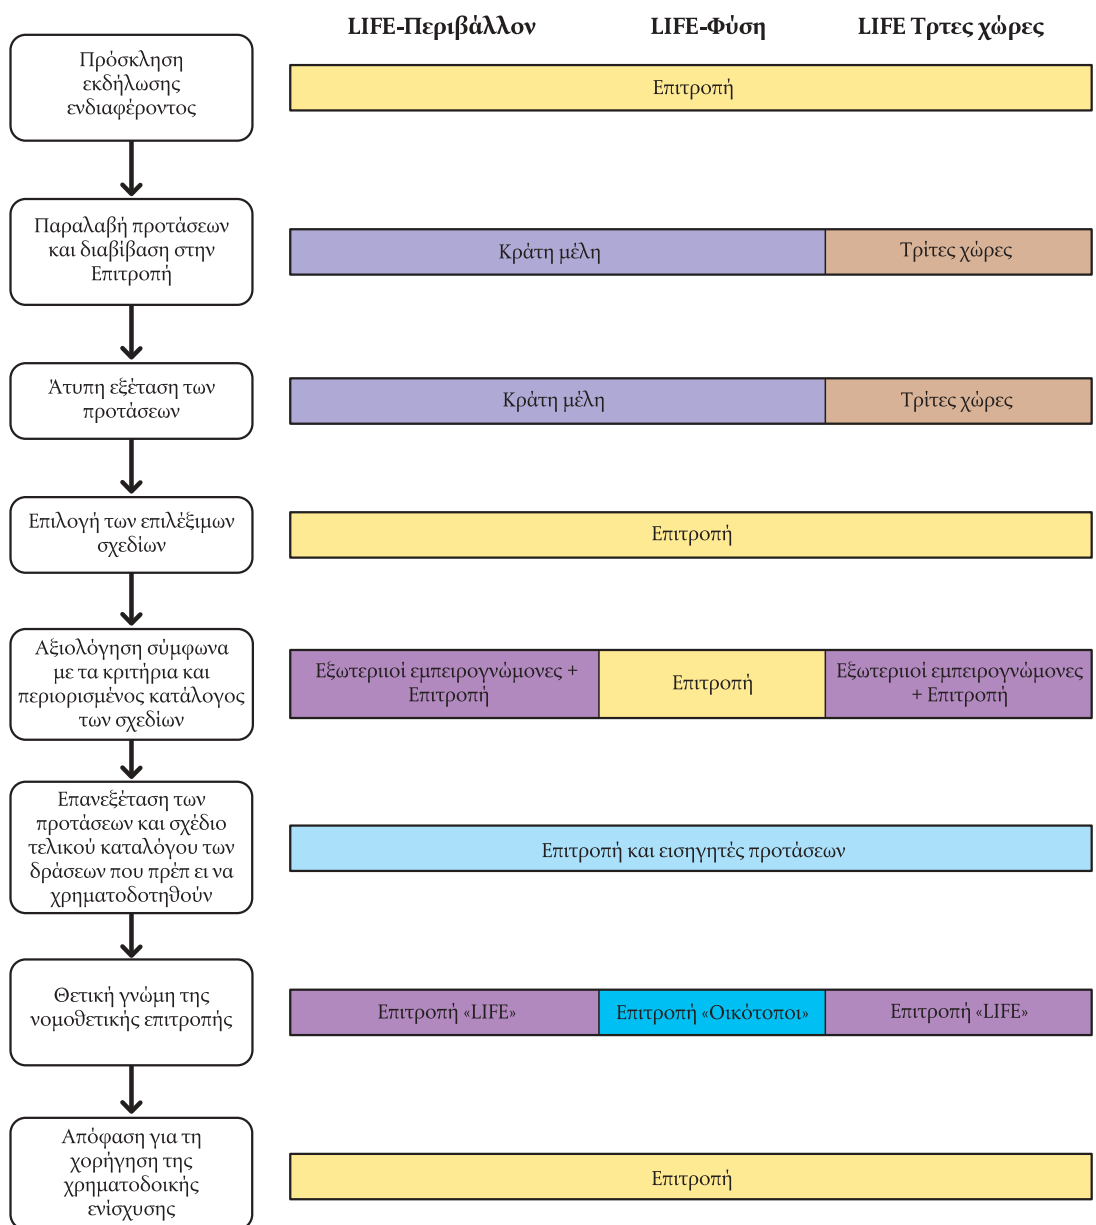 LIFE-Περιβάλλον LIFE-Φύση LIFE Τρτες χώρες
Πρόσκληση
εκδήλωσης
ενδιαφέροντος
Επιτροπή
Παραλαβή προτάσεων
και διαβίβαση στην
Επιτροπή
Κράτη μέλη Τρίτες χώρες
Άτυπη εξέταση των
προτάσεων
Κράτη μέλη Τρίτες χώρες
Επιλογή των επιλέξιμων
σχεδίων
Επιτροπή
Αξιολόγηση σύμφωνα
με τα κριτήρια και
περιορισμένος κατάλογος
των σχεδίων
Εξωτεριιοί εμπειρογνώμονες +
Επιτροπή
Επιτροπή
Εξωτεριιοί εμπειρογνώμονες
+ Επιτροπή
Επανεξέταση των
προτάσεων και σχέδιο
τελικού καταλόγου των
δράσεων που πρέπ ει να
χρηματοδοτηθούν
Επιτροπή και εισηγητές προτάσεων
Θετική γνώμη της
νομοθετικής επιτροπής
Επιτροπή «LIFE» Επιτροπή «Οικότοποι» Επιτροπή «LIFE»
Απόφαση για τη
χορήγηση της
χρηματοδοικής
ενίσχυσης
Επιτροπή